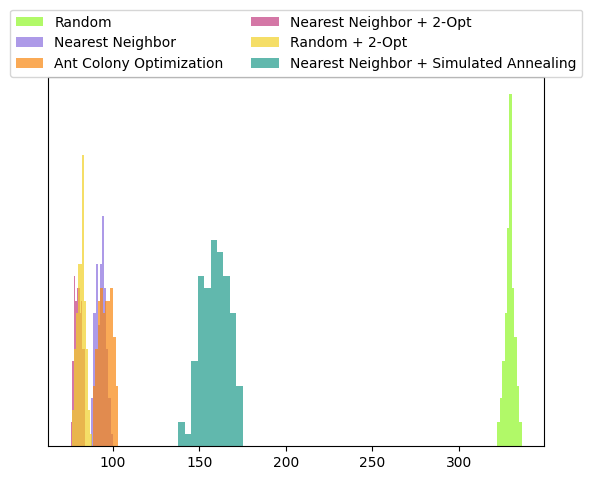 Random
Nearest Neighbor
Ant Colony Optimization
Nearest Neighbor + 2-Opt
Random + 2-Opt
Nearest Neighbor + Simulated Annealing
100 150 200 250 300